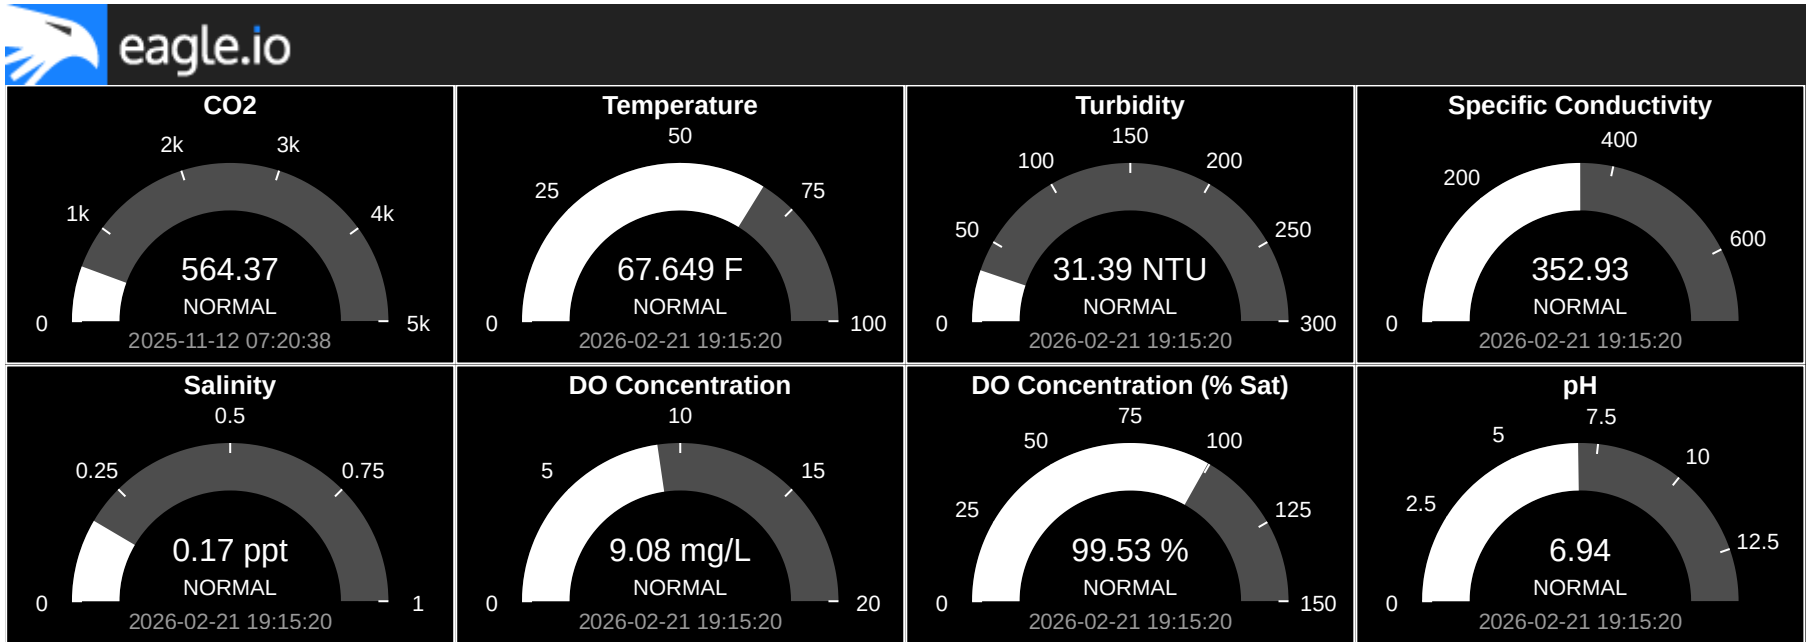 eagle.io
CO2
0
1k
2k
3k
4k
5k
564.37
NORMAL
2025-11-12 07:20:38
Temperature
0
25
50
75
100
67.649 F
NORMAL
2026-02-21 19:15:20
Turbidity
0
50
100
150
200
250
300
31.39 NTU
NORMAL
2026-02-21 19:15:20
Specific Conductivity
0
200
400
600
352.93
NORMAL
2026-02-21 19:15:20
Salinity
0
0.25
0.5
0.75
1
0.17 ppt
NORMAL
2026-02-21 19:15:20
DO Concentration
0
5
10
15
20
9.08 mg/L
NORMAL
2026-02-21 19:15:20
DO Concentration (% Sat)
0
25
50
75
100
125
150
99.53 %
NORMAL
2026-02-21 19:15:20
pH
0
2.5
5
7.5
10
12.5
6.94
NORMAL
2026-02-21 19:15:20